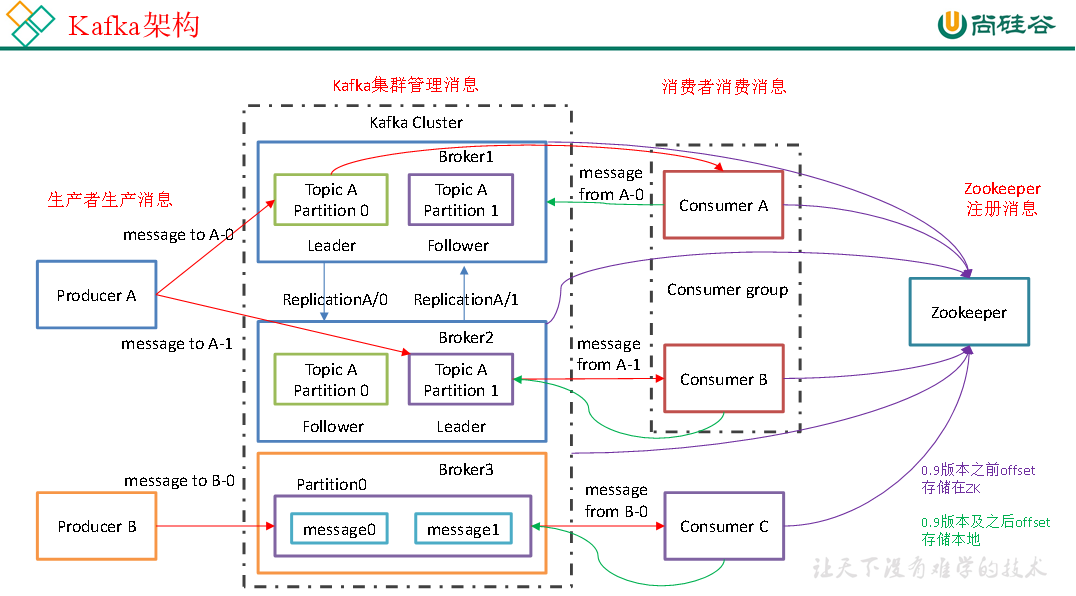 Kafka架构
尚硅谷
Kafka集群管理消息
消费者消费消息
Kafka Cluster
Broker1
Topic A
Partition 0
Topic A
Partition 1
Leader
Follower
message
from A-0
Consumer A
Zookeeper
注册消息
生产者生产消息
message to A-0
Producer A
message to A-1
ReplicationA/0
ReplicationA/1
Consumer group
Zookeeper
Broker2
Topic A
Partition 0
Topic A
Partition 1
Follower
Leader
message
from A-1
Consumer B
Broker3
Partition0
message0
message1
message to B-0
Producer B
message
from B-0
Consumer C
0.9版本之前offset
存储在ZK
0.9版本及之后offset
存储本地
让天下没有难学的技术